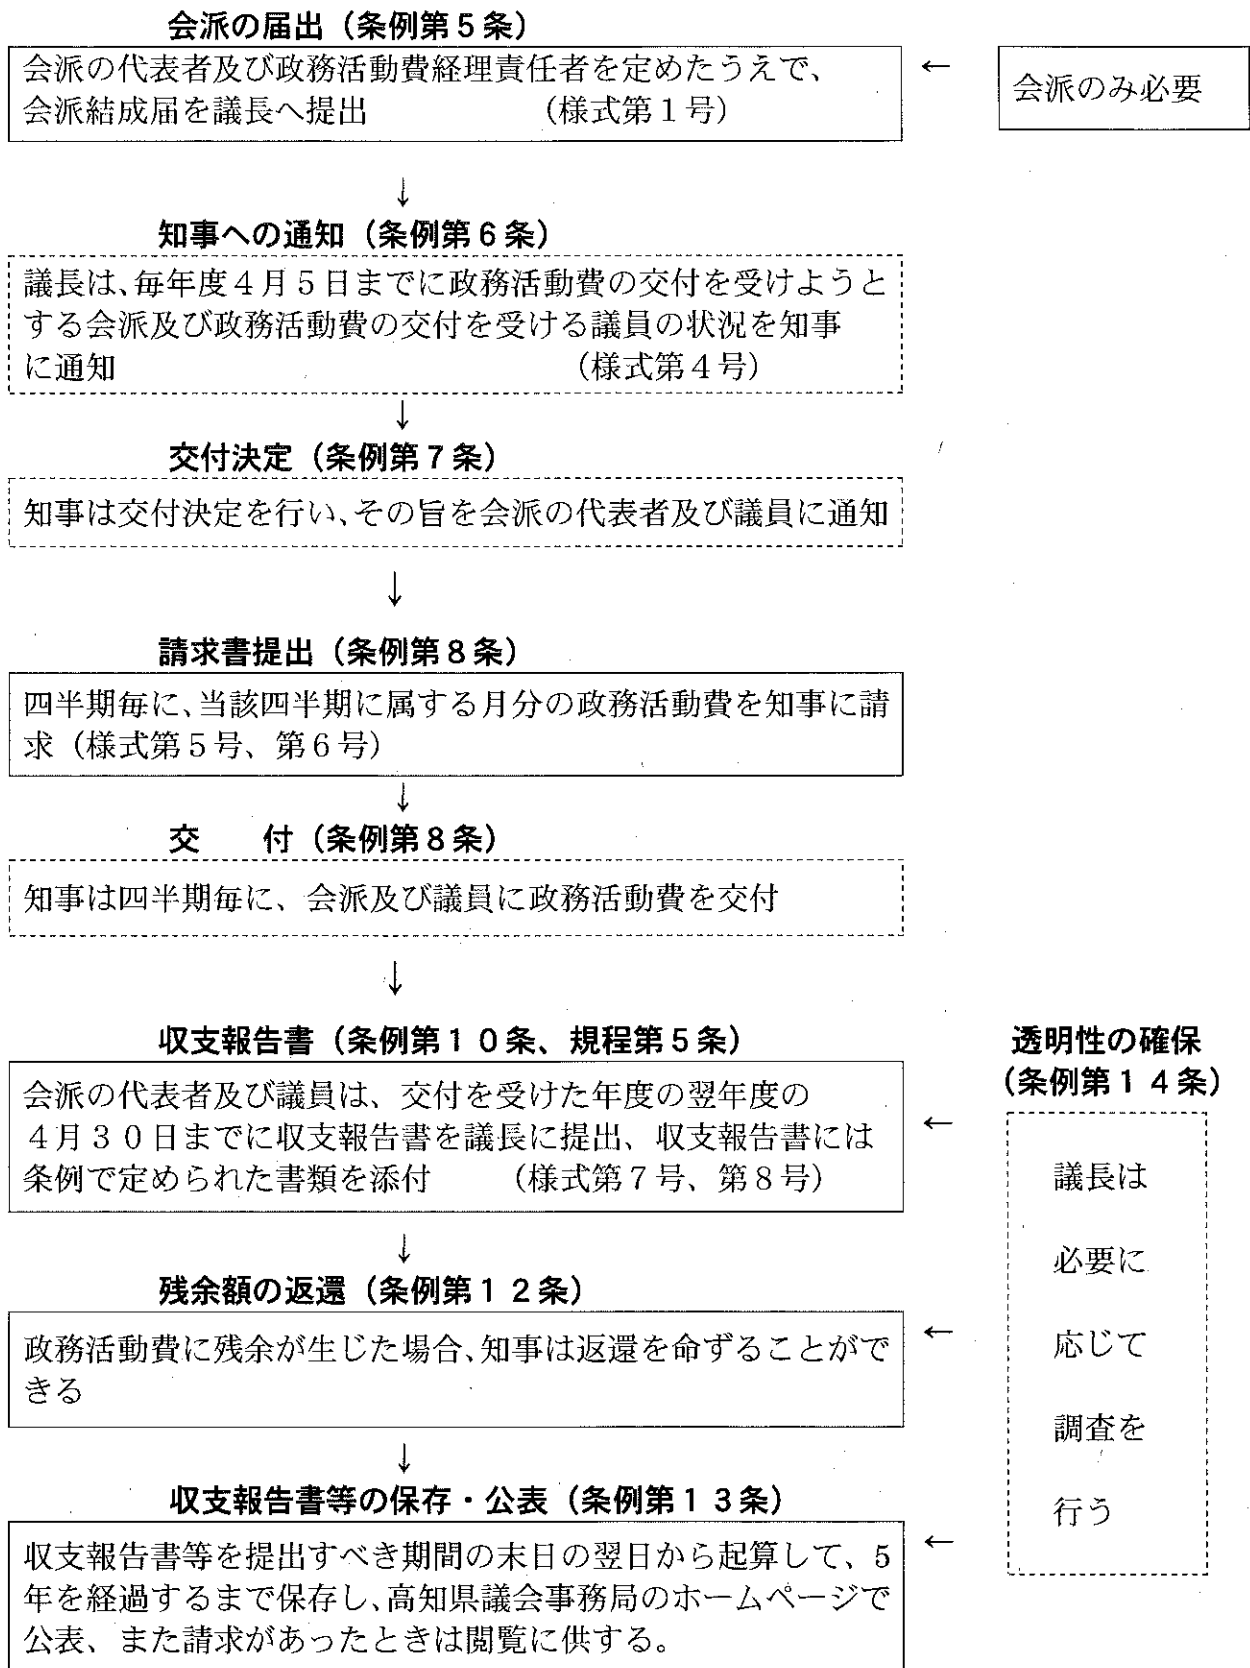 会派の届出（条例第５条）
会派の代表者及び政務活動費経理責任者を定めたうえで、
会派結成届を議長へ提出　　　　　　　　（様式第１号）
←
会派のみ必要
↓
知事への通知（条例第６条）
議長は、毎年度４月５日までに政務活動費の交付を受けようと
する会派及び政務活動費の交付を受ける議員の状況を知事
に通知　　　　　　　　　　　　　　　　（様式第４号）
↓
交付決定（条例第７条）
知事は交付決定を行い、その旨を会派の代表者及び議員に通知
↓
請求書提出（条例第８条）
四半期毎に、当該四半期に属する月分の政務活動費を知事に請
求（様式第５号、第６号）
↓
交　　付（条例第８条）
知事は四半期毎に、会派及び議員に政務活動費を交付
↓
収支報告書（条例第１０条、規程第５条）
会派の代表者及び議員は、交付を受けた年度の翌年度の
４月３０日までに収支報告書を議長に提出、収支報告書には
条例で定められた書類を添付　　　（様式第７号、第８号）
←
↓
残余額の返還（条例第１２条）
政務活動費に残余が生じた場合、知事は返還を命ずることがで
きる
←
↓
収支報告書等の保存・公表（条例第１３条）
収支報告書等を提出すべき期間の末日の翌日から起算して、５
年を経過するまで保存し、高知県議会事務局のホームページで
公表、また請求があったときは閲覧に供する。
←
透明性の確保
（条例第１４条）
議長は
必要に
応じて
調査を
行う